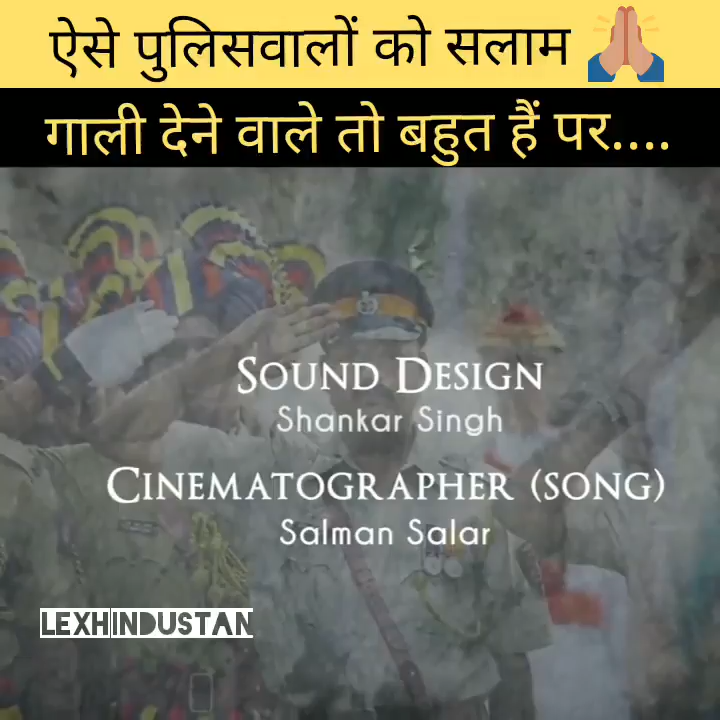 ऐसे पुलिसवालों को सलाम 🙏
गाली देने वाले तो बहुत हैं पर....
SOUND DESIGN
Shankar Singh
CINEMATOGRAPHER (SONG)
Salman Salar
LEXHINDUSTAN